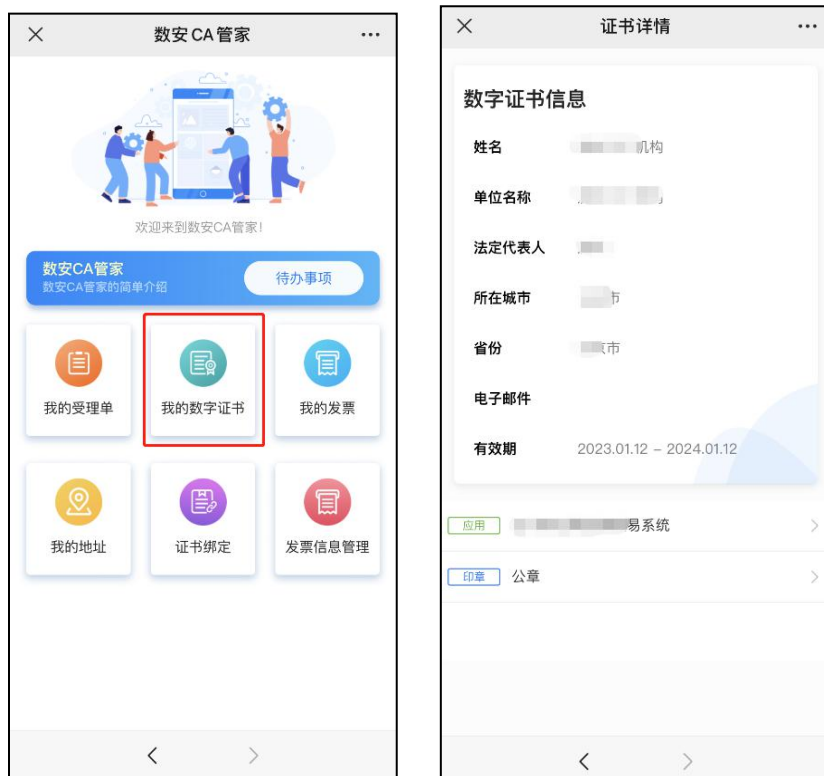 数安CA管家
欢迎来到数安CA管家!
数安CA管家
数安CA管家的简单介绍
待办事项
我的受理单
我的数字证书
我的发票
我的地址
证书绑定
发票信息管理
证书详情
数字证书信息
姓名 机构
单位名称
法定代表人
所在城市 市
省份 市
电子邮件
有效期 2023.01.12 – 2024.01.12
应用 易系统
印章 公章